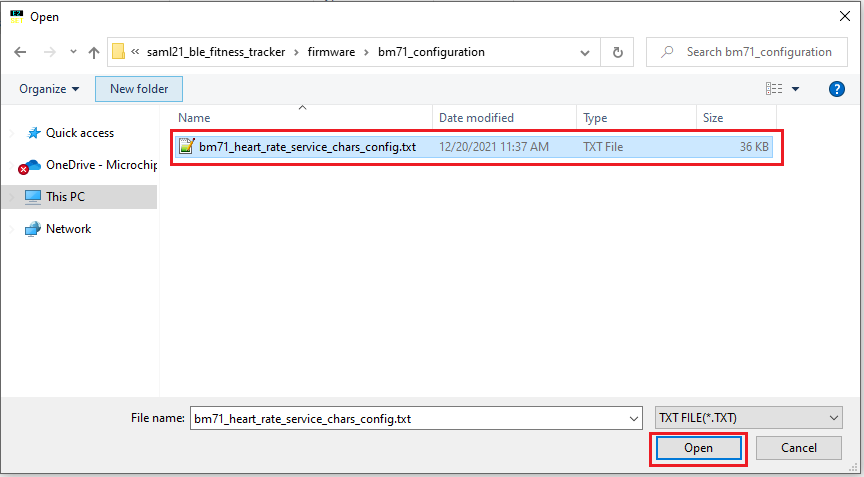 EZ Open
« saml21_ble_fitness_tracker › firmware › bm71_configuration
Search bm71_configuration
Organize New folder
?
Name Date modified Type Size
Quick access
OneDrive - Microchip
This PC
Network
bm71_heart_rate_service_chars_config.txt 12/20/2021 11:37 AM TXT File 36 KB
File name: bm71_heart_rate_service_chars_config.txt TXT FILE(*.TXT)
Open Cancel